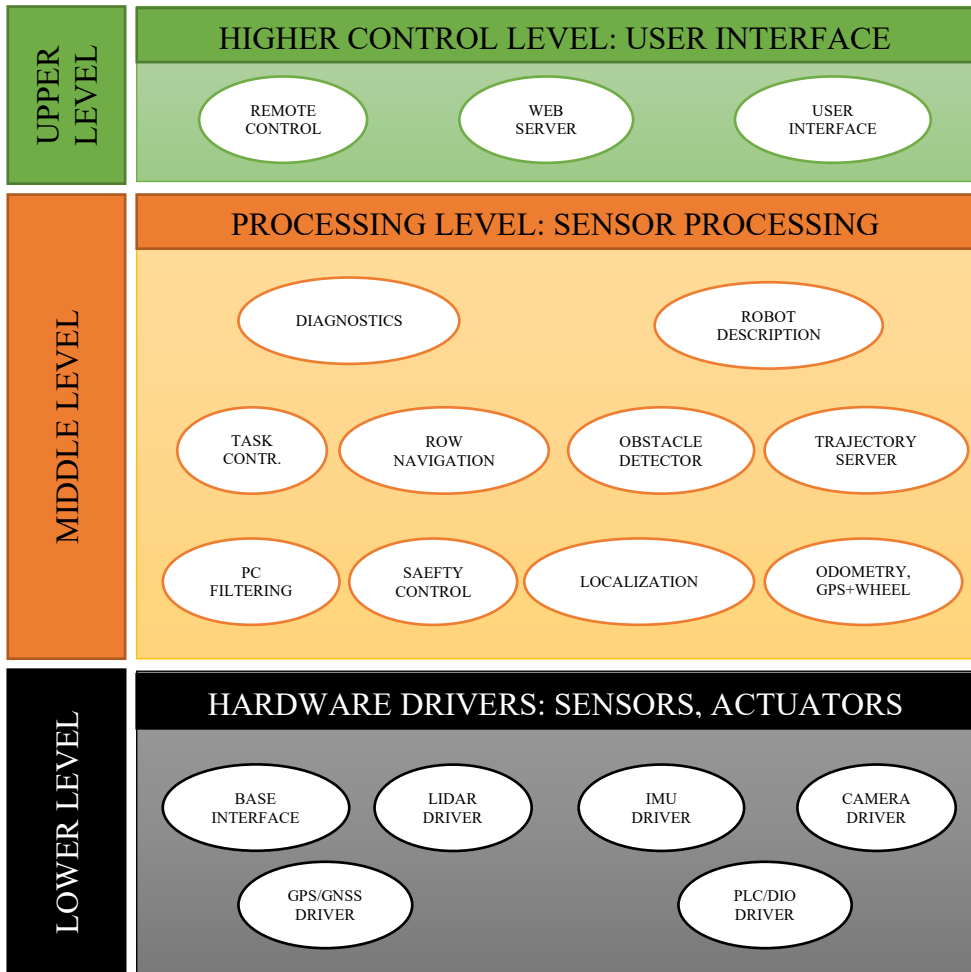 UPPER
LEVEL
HIGHER CONTROL LEVEL: USER INTERFACE
REMOTE
CONTROL
WEB
SERVER
USER
INTERFACE
MIDDLE LEVEL
PROCESSING LEVEL: SENSOR PROCESSING
DIAGNOSTICS
ROBOT
DESCRIPTION
TASK
CONTR.
ROW
NAVIGATION
OBSTACLE
DETECTOR
TRAJECTORY
SERVER
PC
FILTERING
SAEFTY
CONTROL
LOCALIZATION
ODOMETRY,
GPS+WHEEL
LOWER LEVEL
HARDWARE DRIVERS: SENSORS, ACTUATORS
BASE
INTERFACE
LIDAR
DRIVER
IMU
DRIVER
CAMERA
DRIVER
GPS/GNSS
DRIVER
PLC/DIO
DRIVER